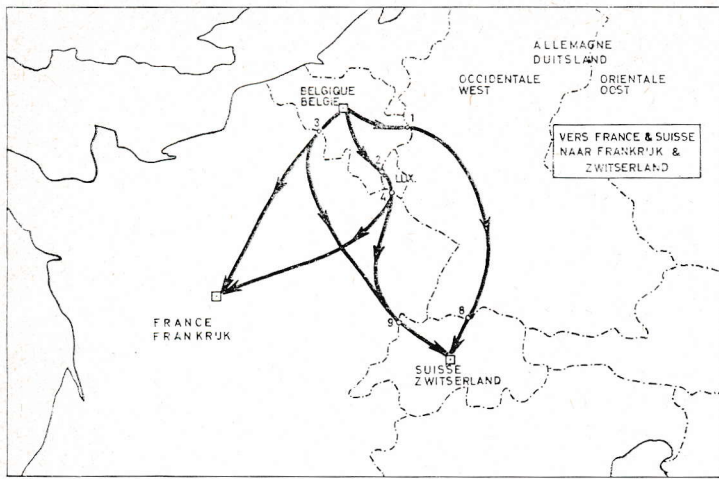 ALLEMAGNE
DUITSLAND
OCCIDENTALE
WEST
ORIENTALE
OOST
BELGIQUE
BELGIE
1
3
VERS FRANCE & SUISSE
NAAR FRANKRIJK &
ZWITSERLAND
2
LUX.
4
9
8
FRANCE
FRANKRIJK
SUISSE
ZWITSERLAND